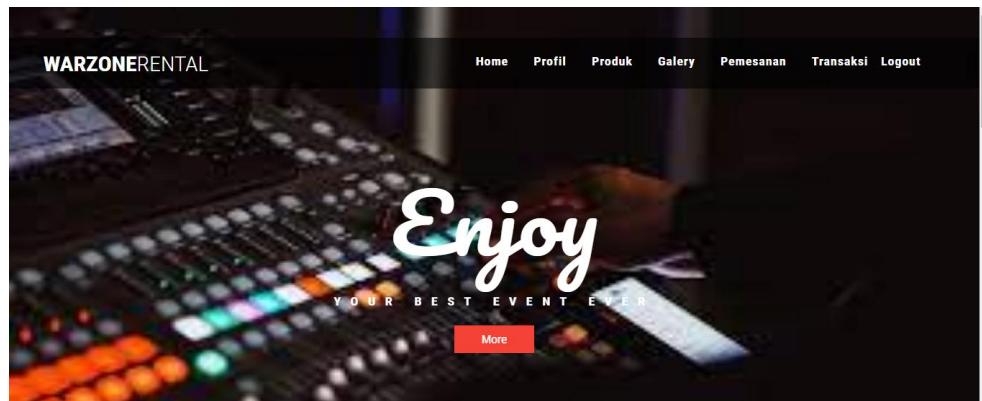 WARZONERENTAL
Home Profil Produk Galery Pemesanan Transaksi Logout
Enjoy
YOUR BEST EVENT EVER
More